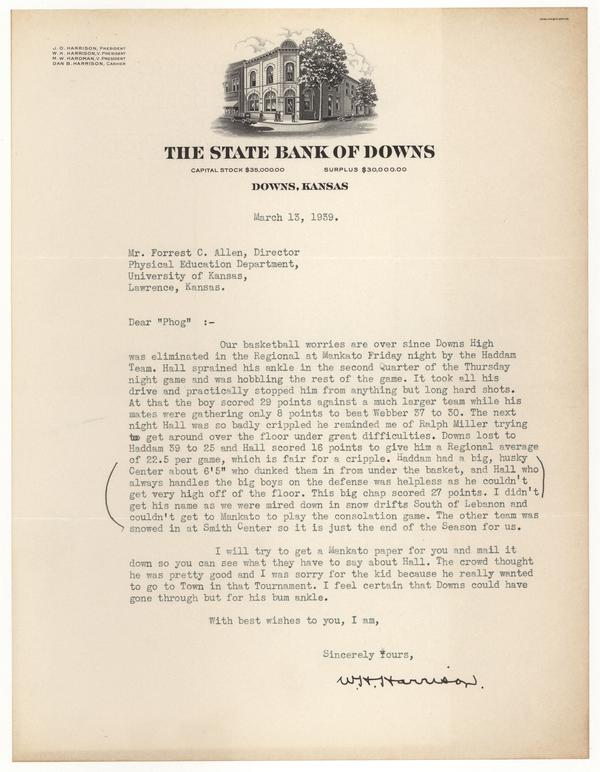 J. O. HARRISON, PRESIDENT
W. H. HARRISON, V. PRESIDENT
M. W. HARDMAN, V. PRESIDENT
DAN B. HARRISON, CASHIER
THE STATE BANK OF DOWNS
CAPITAL STOCK $35,000.00 SURPLUS $30,000.00
DOWNS, KANSAS
March 13, 1939.
Mr. Forrest C. Allen, Director
Physical Education Department,
University of Kansas,
Lawrence, Kansas.
Dear "Phog" :-
Our basketball worries are over since Downs High
was eliminated in the Regional at Mankato Friday night by the Haddam
Team. Hall sprained his ankle in the second Quarter of the Thursday
night game and was hobbling the rest of the game. It took all his
drive and practically stopped him from anything but long hard shots.
At that the boy scored 29 points against a much larger team while his
mates were gathering only 8 points to beat Webber 37 to 30. The next
night Hall was so badly crippled he reminded me of Ralph Miller trying
to get around over the floor under great difficulties. Downs lost to
Haddam 39 to 25 and Hall scored 16 points to give him a Regional average
of 22.5 per game, which is fair for a cripple. Haddam had a big, husky
Center about 6'5" who dunked them in from under the basket, and Hall who
always handles the big boys on the defense was helpless as he couldn't
get very high off of the floor. This big chap scored 27 points. I didn't
get his name as we were mired down in snow drifts South of Lebanon and
couldn't get to Mankato to play the consolation game. The other team was
snowed in at Smith Center so it is just the end of the Season for us.
I will try to get a Mankato paper for you and mail it
down so you can see what they have to say about Hall. The crowd thought
he was pretty good and I was sorry for the kid because he really wanted
to go to Town in that Tournament. I feel certain that Downs could have
gone through but for his bum ankle.
With best wishes to you, I am,
Sincerely Yours,
W.H. Harrison.